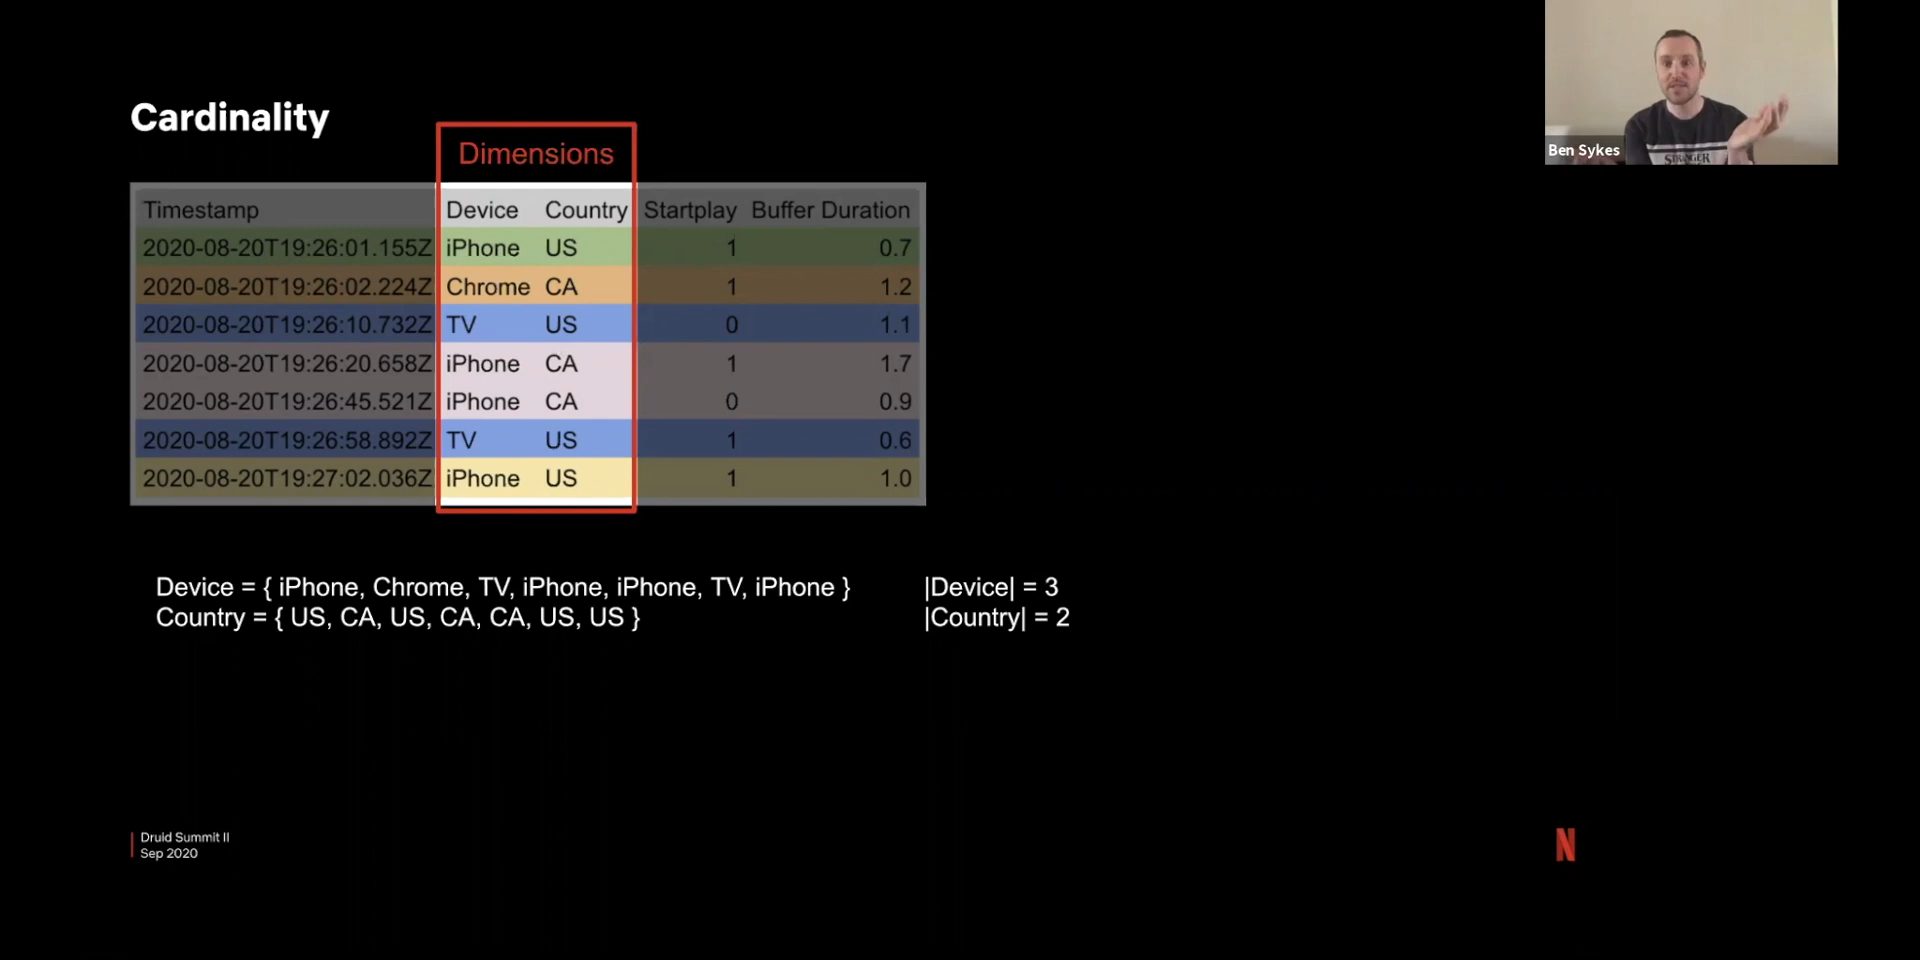 Ben Sykes
Cardinality
Dimensions
Timestamp Device Country Startplay Buffer Duration
2020-08-20T19:26:01.155Z iPhone US 1 0.7
2020-08-20T19:26:02.224Z Chrome CA 1 1.2
2020-08-20T19:26:10.732Z TV US 0 1.1
2020-08-20T19:26:20.658Z iPhone CA 1 1.7
2020-08-20T19:26:45.521Z iPhone CA 0 0.9
2020-08-20T19:26:58.892Z TV US 1 0.6
2020-08-20T19:27:02.036Z iPhone US 1 1.0
Device = { iPhone, Chrome, TV, iPhone, iPhone, TV, iPhone } |Device| = 3
Country = { US, CA, US, CA, CA, US, US } |Country| = 2
Druid Summit II
Sep 2020
N
STRANGER